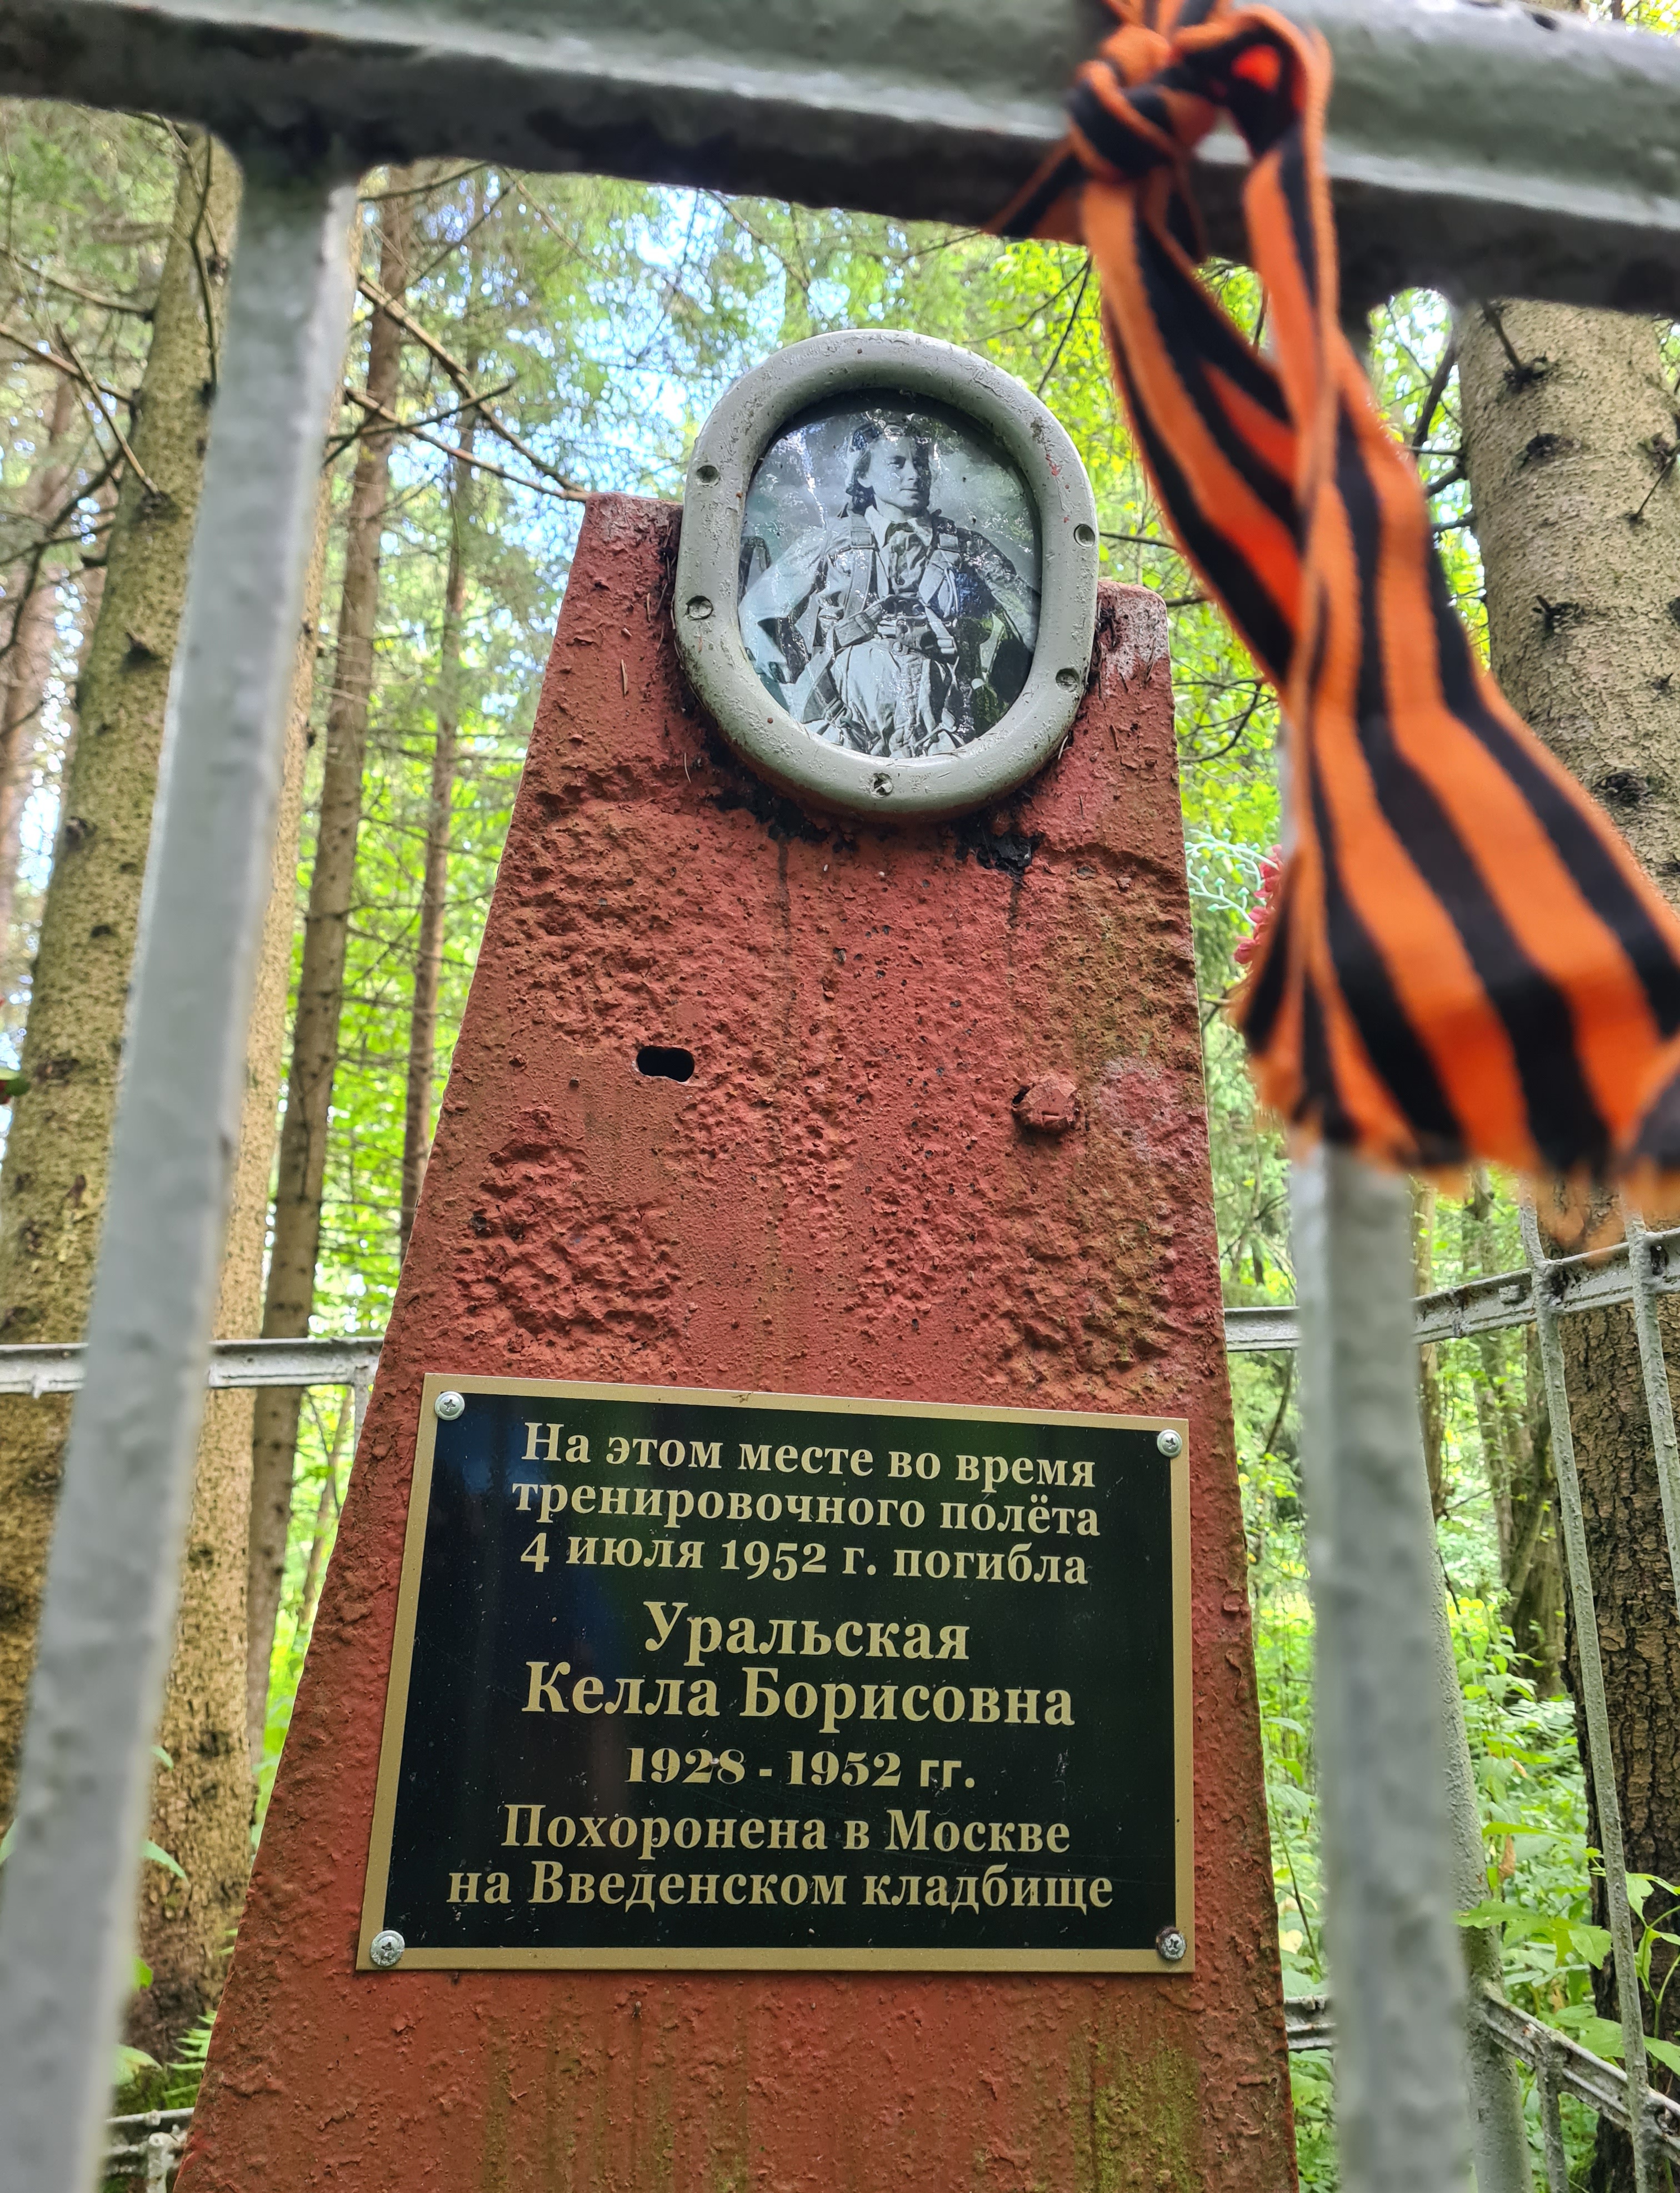 На этом месте во время
тренировочного полёта
4 июля 1952 г. погибла
Уральская
Келла Борисовна
1928 - 1952 гг.
Похоронена в Москве
на Введенском кладбище